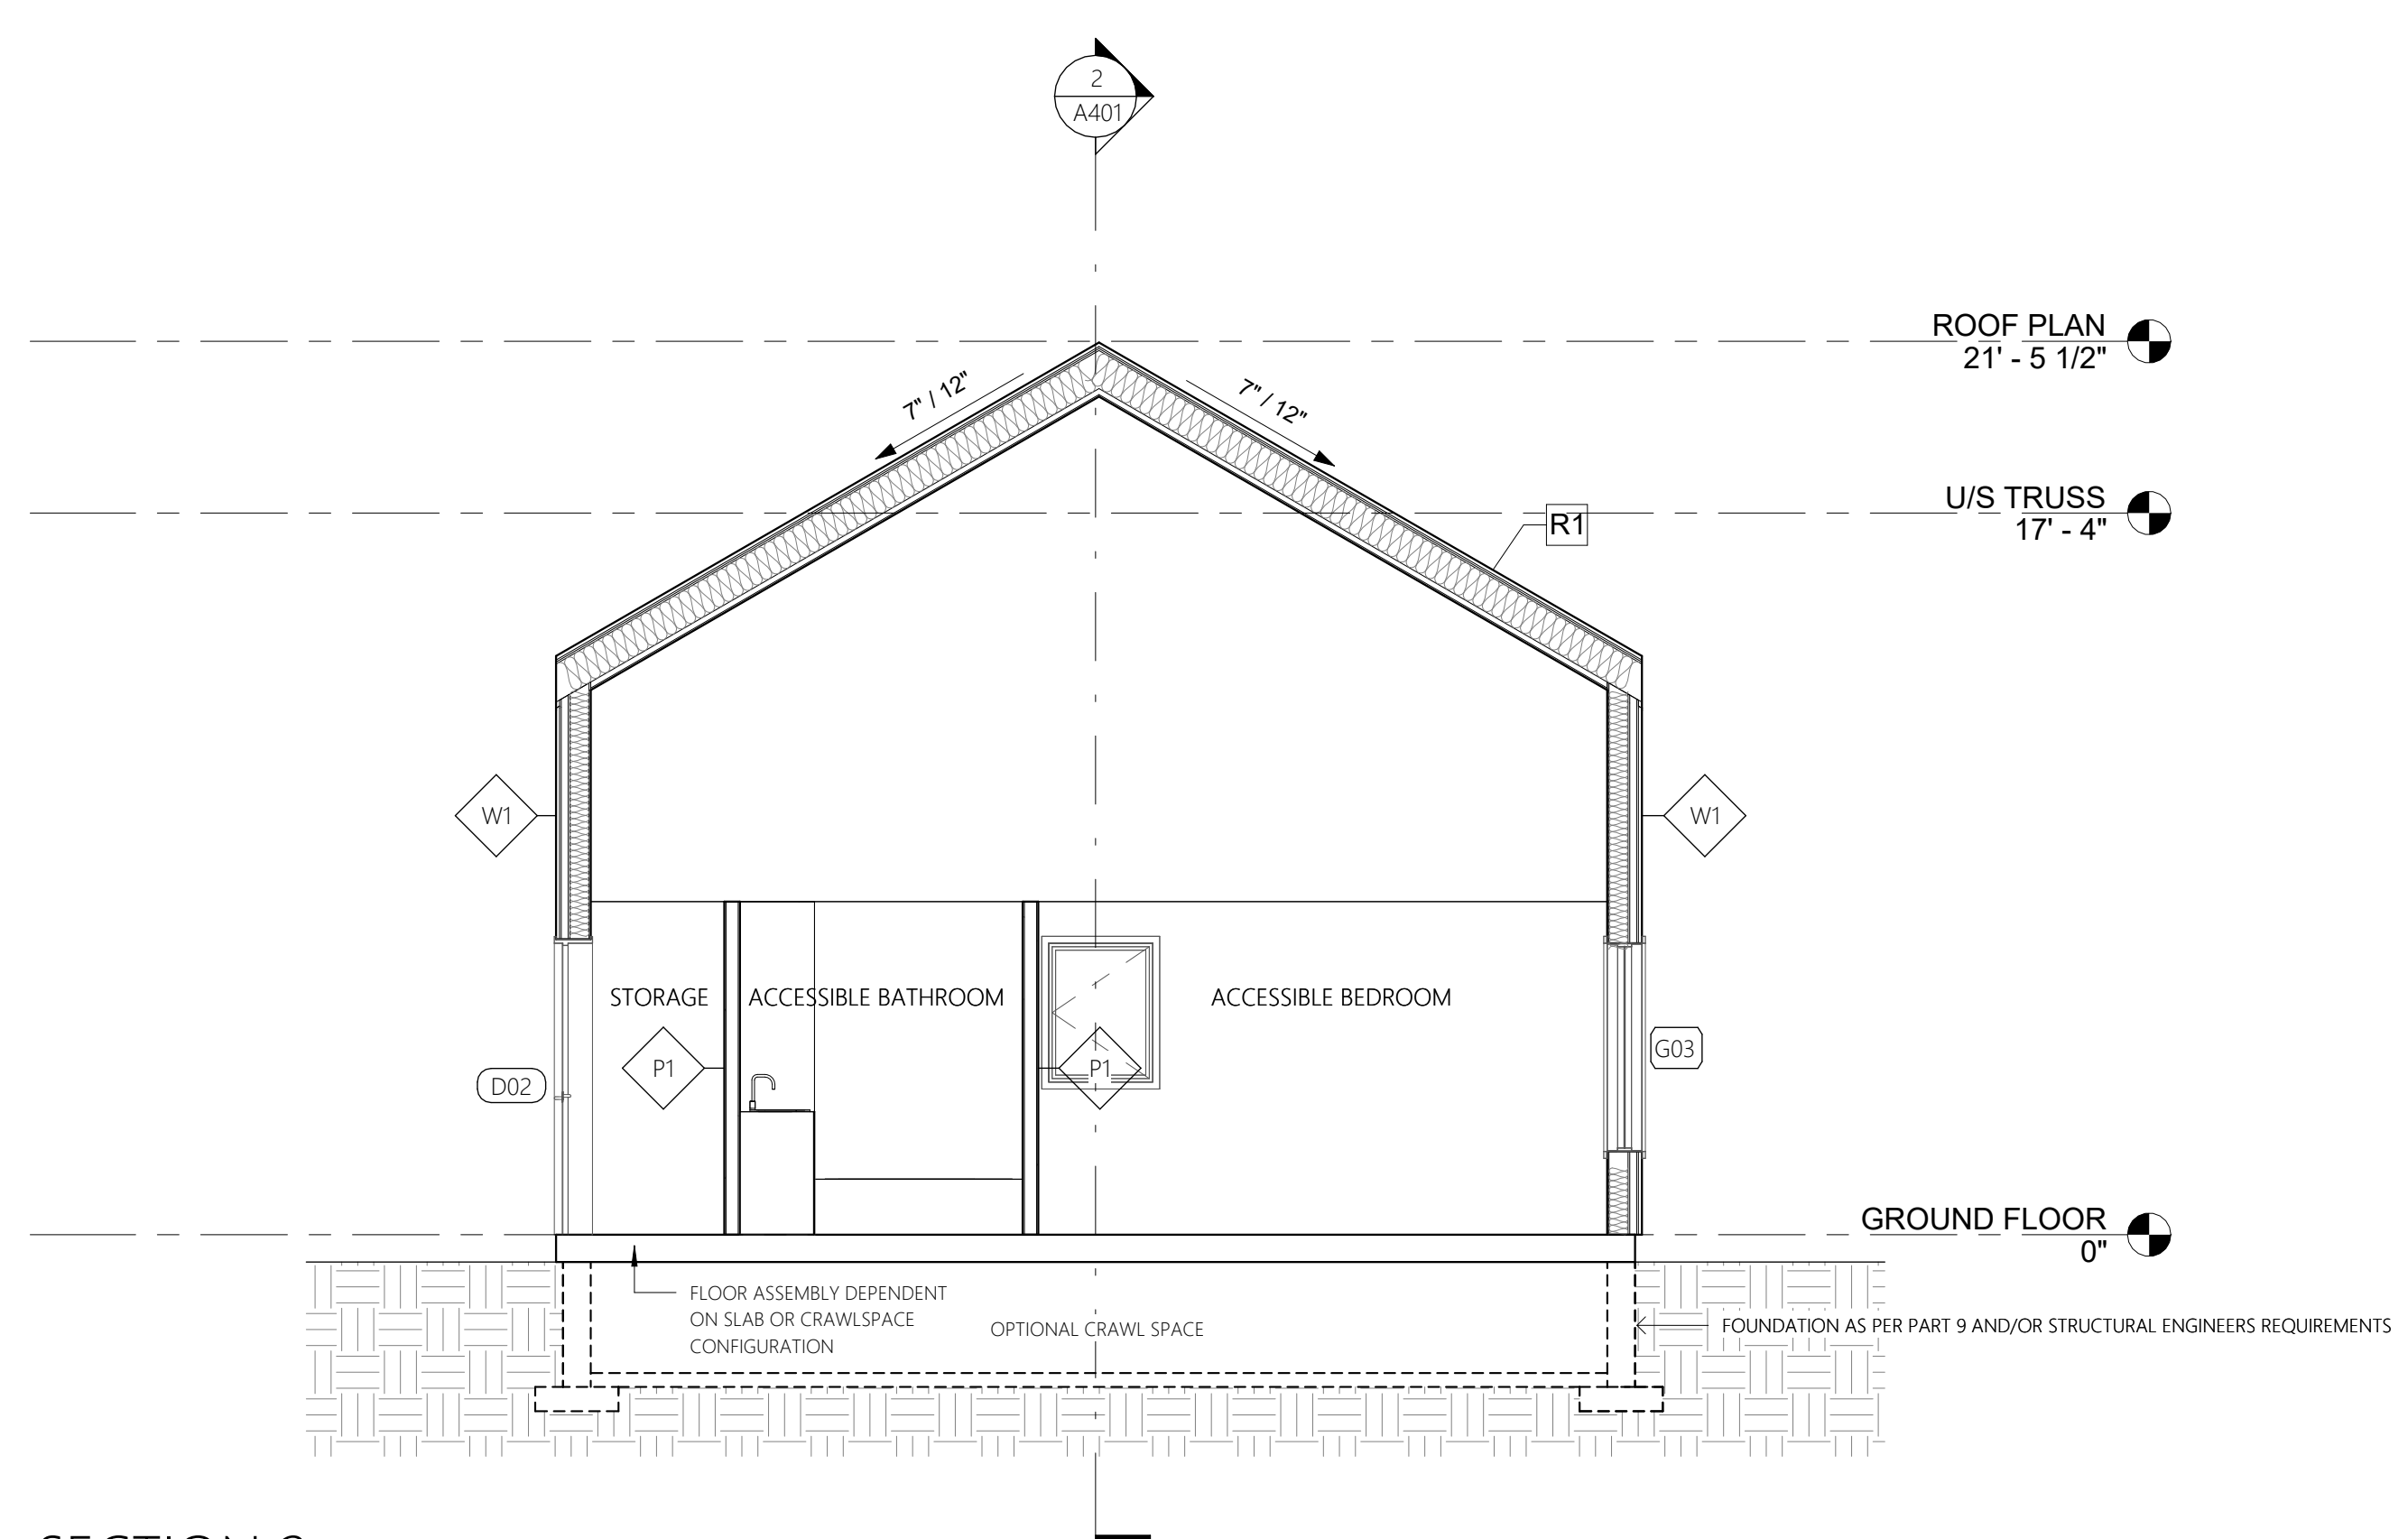 2
A401
ROOF PLAN
21' - 5 1/2"
7" / 12"
7" / 12"
U/S TRUSS
17' - 4"
R1
W1
W1
STORAGE
ACCESSIBLE BATHROOM
ACCESSIBLE BEDROOM
P1
P1
D02
G03
GROUND FLOOR
0"
FLOOR ASSEMBLY DEPENDENT
ON SLAB OR CRAWLSPACE
CONFIGURATION
OPTIONAL CRAWL SPACE
FOUNDATION AS PER PART 9 AND/OR STRUCTURAL ENGINEERS REQUIREMENTS
SECTION